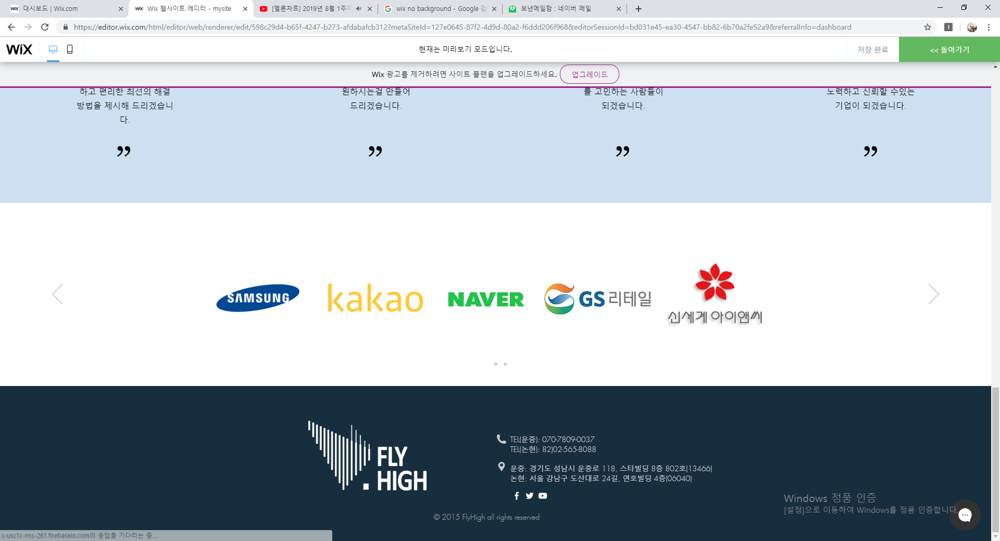 대시보드 | Wix.com
Wix 웹사이트 에디터 - mysite
[멜론차트] 2019년 8월 1주차
wix no background - Google 검
보낸메일함 : 네이버 메일
https://editor.wix.com/html/editor/web/renderer/edit/598c29d4-b65f-4247-b273-afdabafcb312?metaSiteId=127e0645-87f2-4d9d-80a2-f6ddd206f968&editorSessionId=bd031e45-ea30-4547-bb82-6b70a2fe52a9&referralInfo=dashboard
WiX
현재는 미리보기 모드입니다.
저장 완료
<< 돌아가기
Wix 광고를 제거하려면 사이트 플랜을 업그레이드하세요.
업그레이드
하고 편리한 최선의 해결
방법을 제시해 드리겠습니
다.
”
원하시는걸 만들어
드리겠습니다.
”
를 고민하는 사람들이
되겠습니다.
”
노력하고 신뢰할 수있는
기업이 되겠습니다.
”
SAMSUNG
kakao
NAVER
GS 리테일
신세계 아이앤씨
FLY
HIGH
TEL(운중): 070-7809-0037
TEL(논현): 82)02-565-8088
운중: 경기도 성남시 운중로 118, 스타빌딩 8층 802호(13466)
논현: 서울 강남구 도산대로 24길, 연호빌딩 4층(06040)
© 2015 FlyHigh all rights reserved
Windows 정품 인증
[설정]으로 이동하여 Windows를 정품 인증합니다.
s-usc1c-nss-261.firebaseio.com의 응답을 기다리는 중...